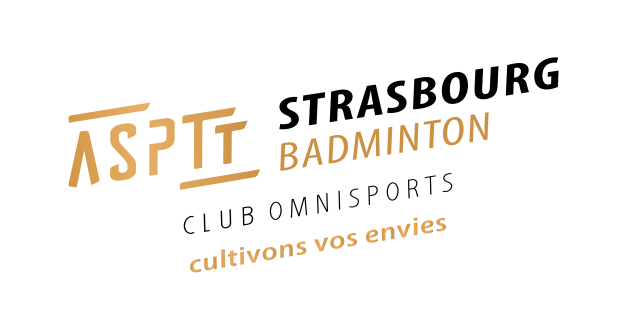 ASPTT
STRASBOURG
BADMINTON
CLUB OMNISPORTS
cultivons vos envies